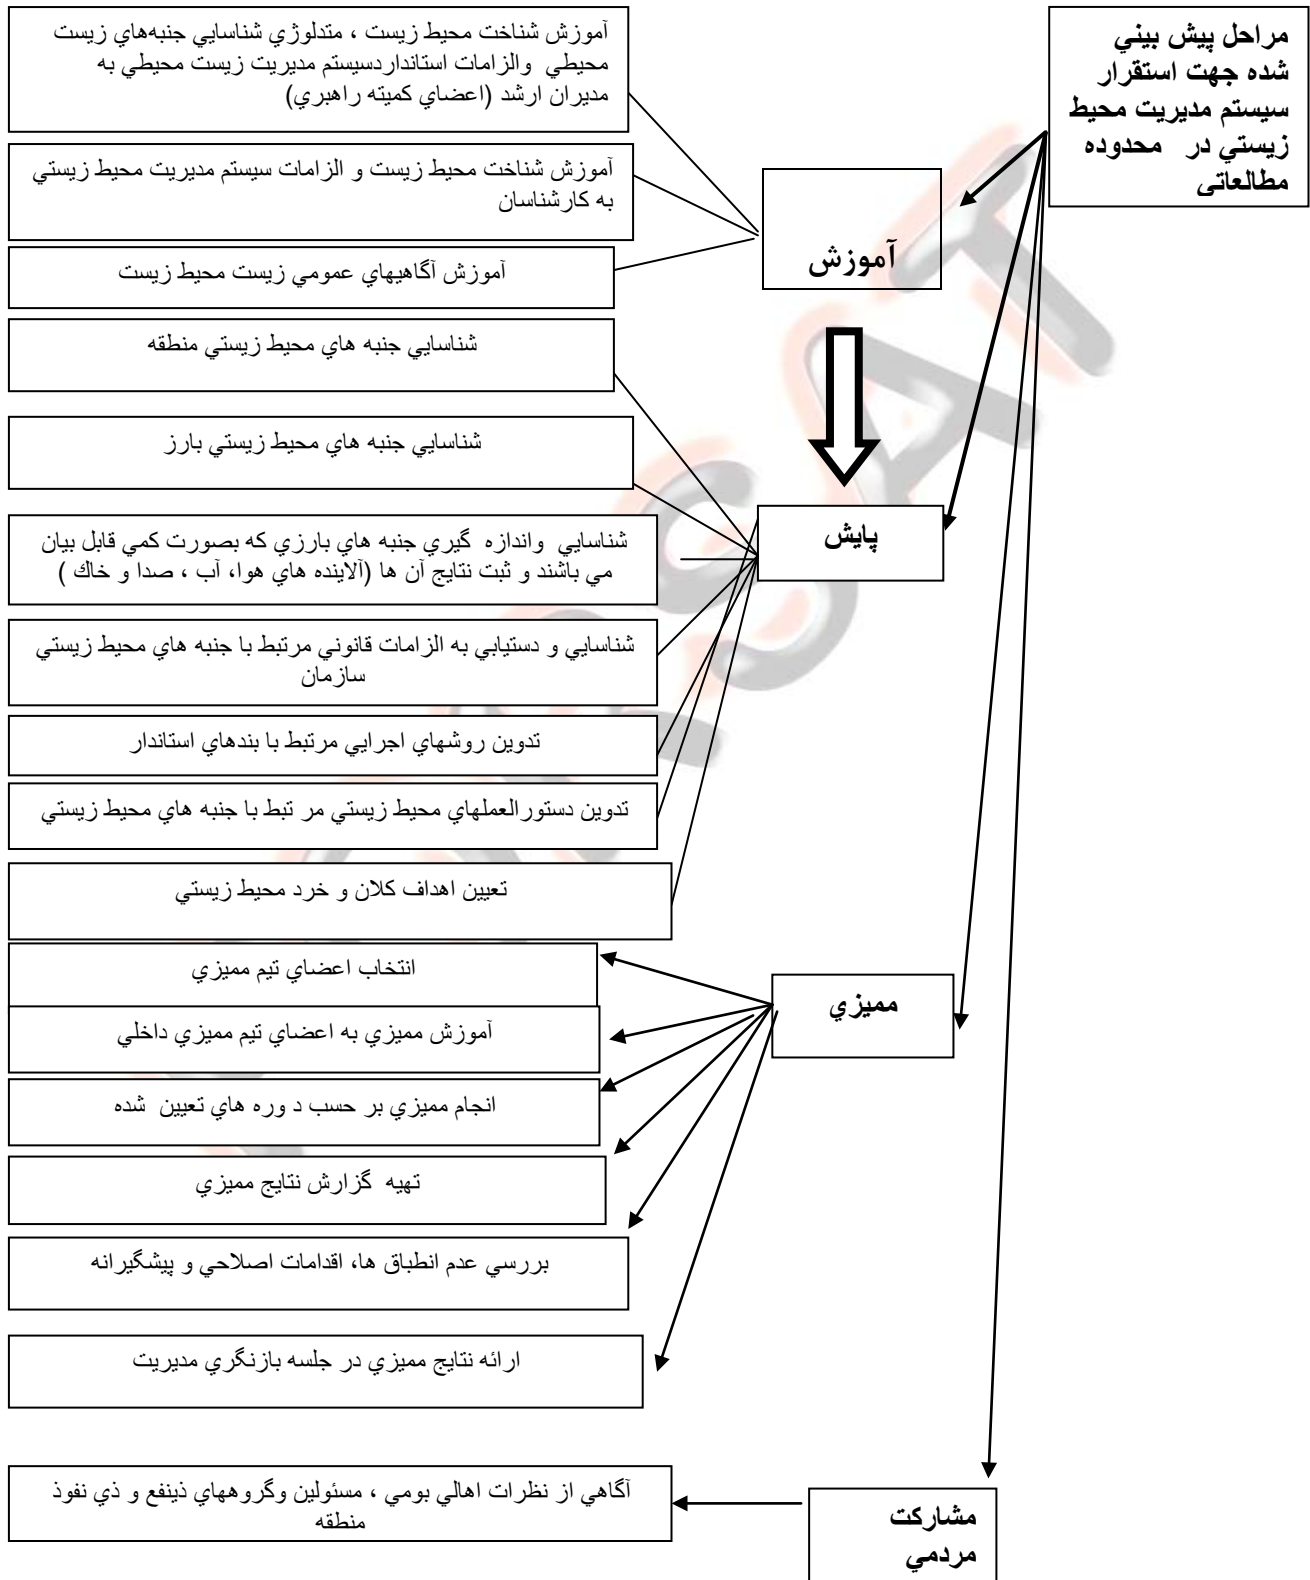 مراحل پيش بيني
شده جهت استقرار
سيستم مديريت محيط
زيستي در محدوده
مطالعاتی
آموزش
آموزش شناخت محيط زيست ، متدلوژي شناسايي جنبه‌هاي زيست
محيطي والزامات استانداردسيستم مديريت زيست محيطي به
مديران ارشد (اعضاي كميته راهبري)
آموزش شناخت محيط زيست و الزامات سيستم مديريت محيط زيستي
به كارشناسان
آموزش آگاهيهاي عمومي زيست محيط زيست
پايش
شناسايي جنبه هاي محيط زيستي منطقه
شناسايي جنبه هاي محيط زيستي بارز
شناسايي واندازه گيري جنبه هاي بارزي كه بصورت كمي قابل بيان
مي باشند و ثبت نتايج آن ها (آلاينده هاي هوا، آب ، صدا و خاك )
شناسايي و دستيابي به الزامات قانوني مرتبط با جنبه هاي محيط زيستي
سازمان
تدوين روشهاي اجرايي مرتبط با بندهاي استاندار
تدوين دستورالعملهاي محيط زيستي مر تبط با جنبه هاي محيط زيستي
تعيين اهداف كلان و خرد محيط زيستي
مميزي
انتخاب اعضاي تيم مميزي
آموزش مميزي به اعضاي تيم مميزي داخلي
انجام مميزي بر حسب د وره هاي تعيين شده
تهيه گزارش نتايج مميزي
بررسي عدم انطباق ها، اقدامات اصلاحي و پيشگيرانه
ارائه نتايج مميزي در جلسه بازنگري مديريت
مشاركت
مردمي
آگاهي از نظرات اهالي بومي ، مسئولين وگروههاي ذينفع و ذي نفوذ
منطقه